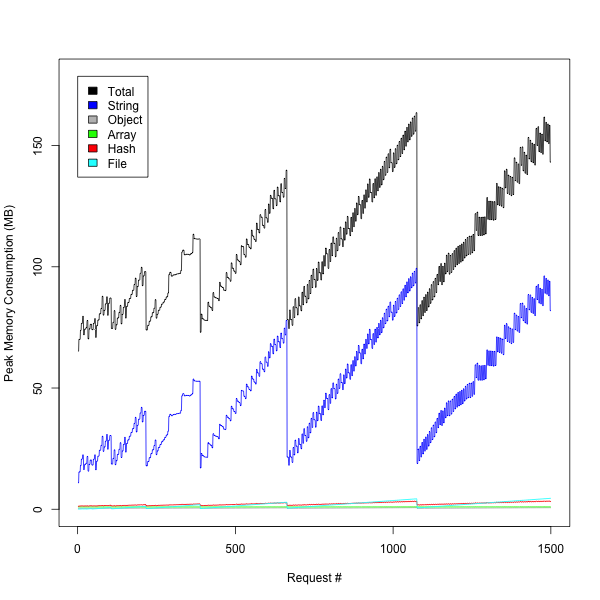 Total
String
Object
Array
Hash
File
Peak Memory Consumption (MB)
150
100
50
0
0 500 1000 1500
Request #